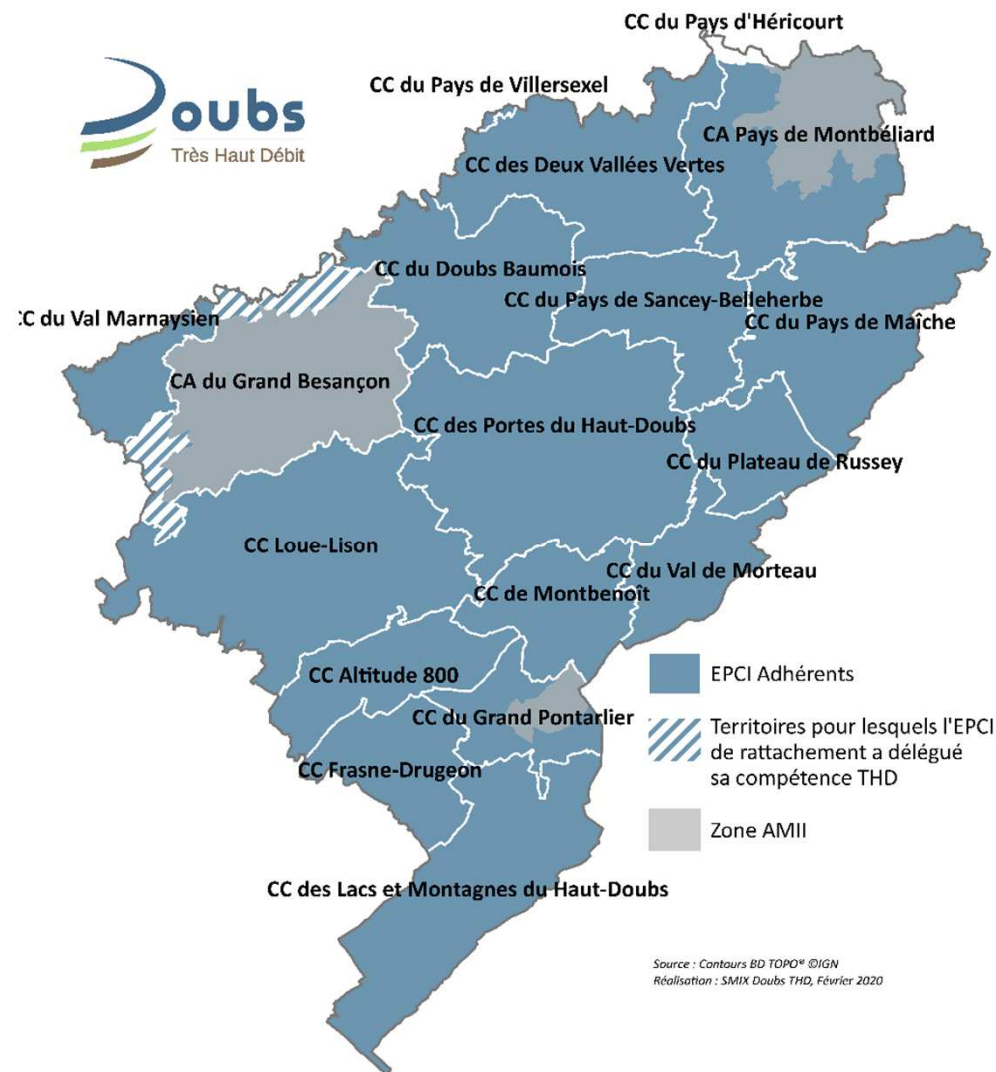 CC du Pays d'Héricourt
CC du Pays de Villersexel
Doubs
Très Haut Débit
CA Pays de Montbéliard
CC des Deux Vallées Vertes
CC du Doubs Baumois
CC du Pays de Sancey-Belleherbe
CC du Val Marnaysien
CC du Pays de Maîche
CA du Grand Besançon
CC des Portes du Haut-Doubs
CC du Plateau de Russey
CC Loue-Lison
CC du Val de Morteau
CC de Montbenoît
EPCI Adhérents
CC Altitude 800
CC du Grand Pontarlier
Territoires pour lesquels l'EPCI
de rattachement a délégué
sa compétence THD
CC Frasne-Drugeon
Zone AMII
CC des Lacs et Montagnes du Haut-Doubs
Source : Contours BD TOPO® ©IGN
Réalisation : SMIX Doubs THD, Février 2020